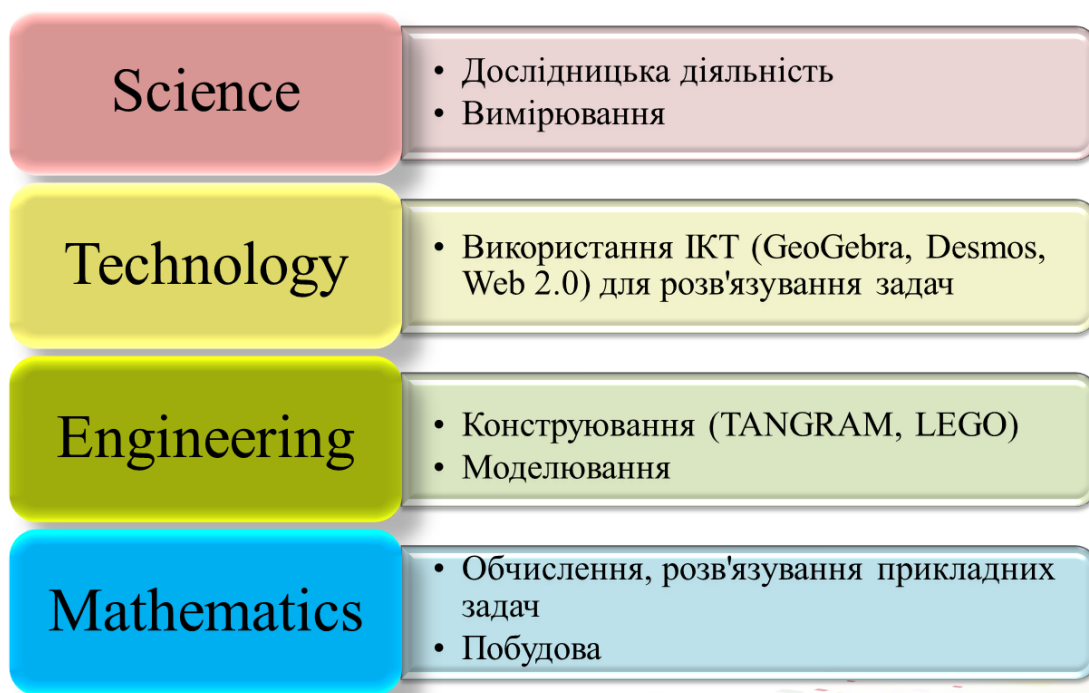 Science
• Дослідницька діяльність
• Вимірювання
Technology
• Використання ІКТ (GeoGebra, Desmos,
Web 2.0) для розв'язування задач
Engineering
• Конструювання (TANGRAM, LEGO)
• Моделювання
Mathematics
• Обчислення, розв'язування прикладних
задач
• Побудова